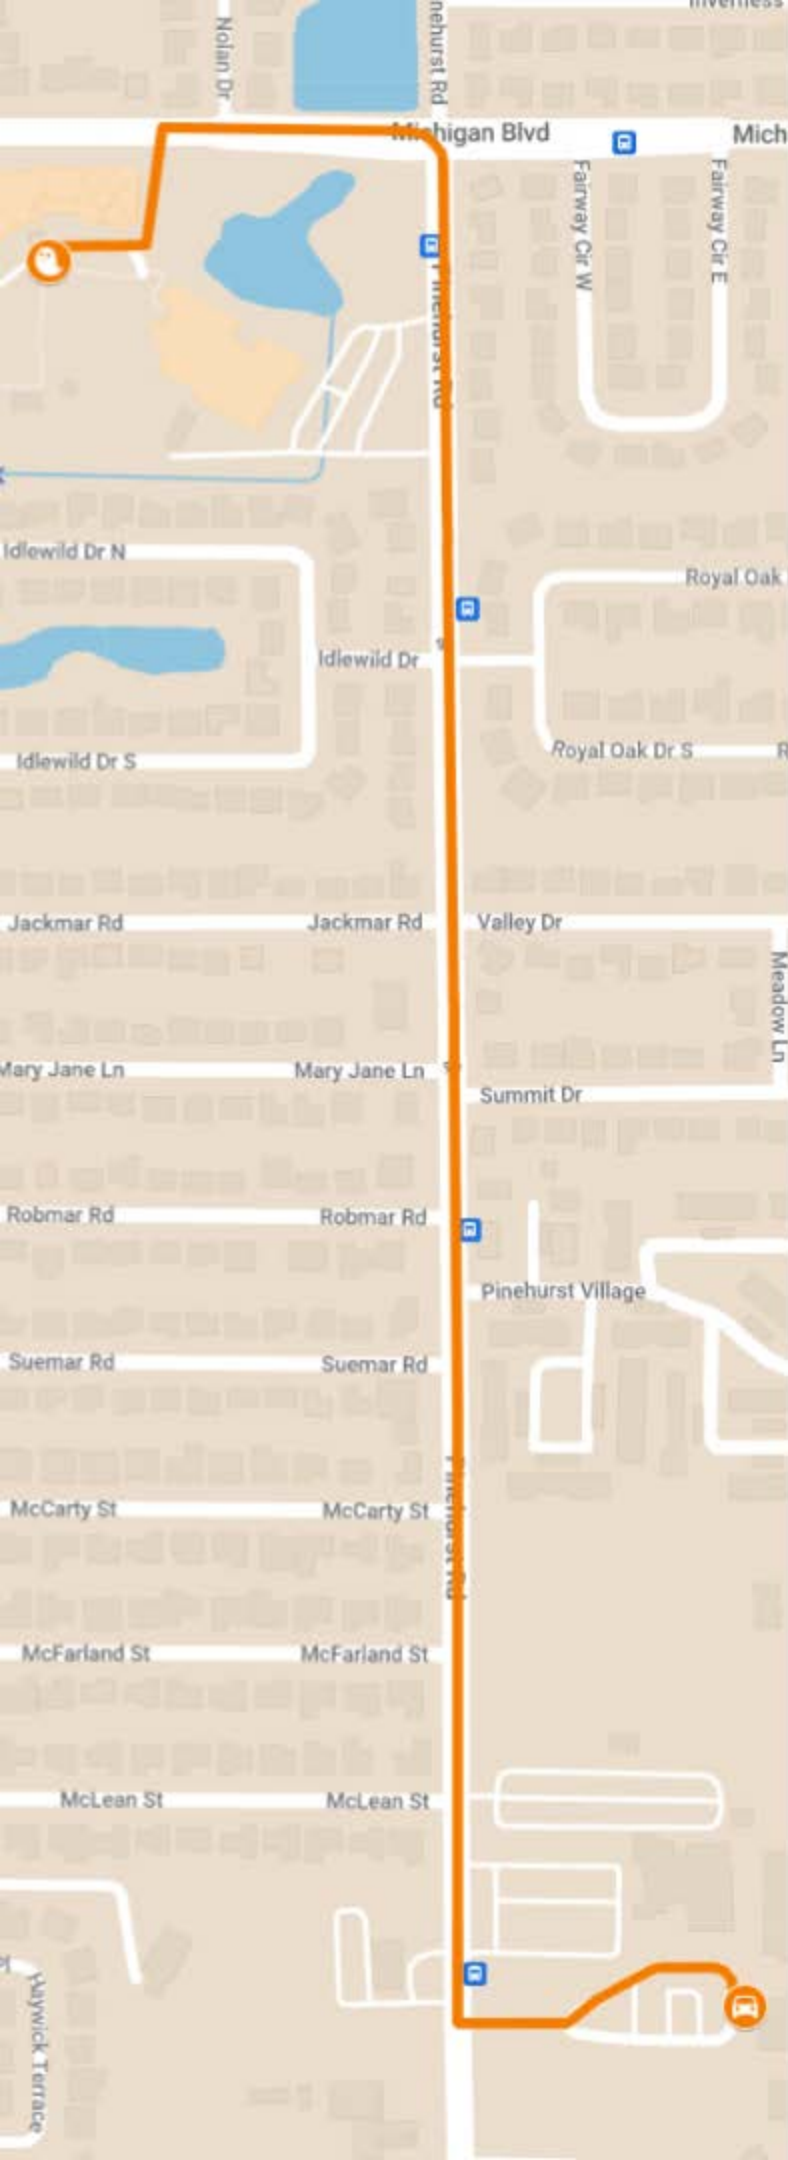 Inverness
Nolan Dr
nehurst Rd
Michigan Blvd
Mich
Fairway Cir W
Fairway Cir E
Pinehurst Rd
Idlewild Dr N
Royal Oak
Idlewild Dr
Royal Oak Dr S
R
Idlewild Dr S
Jackmar Rd
Jackmar Rd
Valley Dr
Meadow Ln
Mary Jane Ln
Mary Jane Ln
Summit Dr
Robmar Rd
Robmar Rd
Pinehurst Village
Suemar Rd
Suemar Rd
Pinehurst Rd
McCarty St
McCarty St
McFarland St
McFarland St
McLean St
McLean St
Haywick Terrace